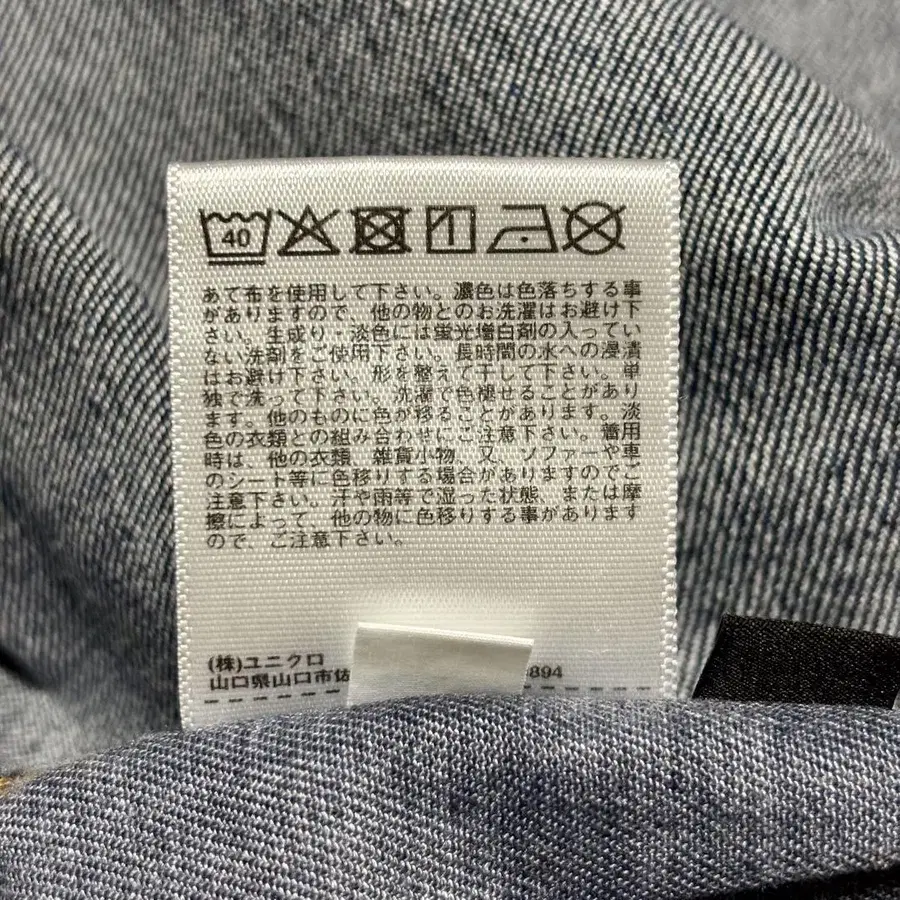 40
あて布を使用して下さい。濃色は色落ちする事
がありますので、他の物とのお洗濯はお避け下
さい。生成り・淡色には蛍光増白剤の入ってい
ない洗剤をご使用下さい。長時間の水への浸漬
はお避け下さい。形を整えて干して下さい。単
独で洗って下さい。洗濯で色褪せることがあり
ます。他のものに色が移ることがあります。淡
色の衣類との組み合わせにご注意下さい。着用
時は、他の衣類、雑貨小物、又、ソファーや車
のシート等に色移りする場合がありますのでご
注意下さい。汗や雨等で湿った状態、または摩
擦によって、他の物に色移りする事があります
ので、ご注意下さい。
(株)ユニクロ
山口県山口市佐 894